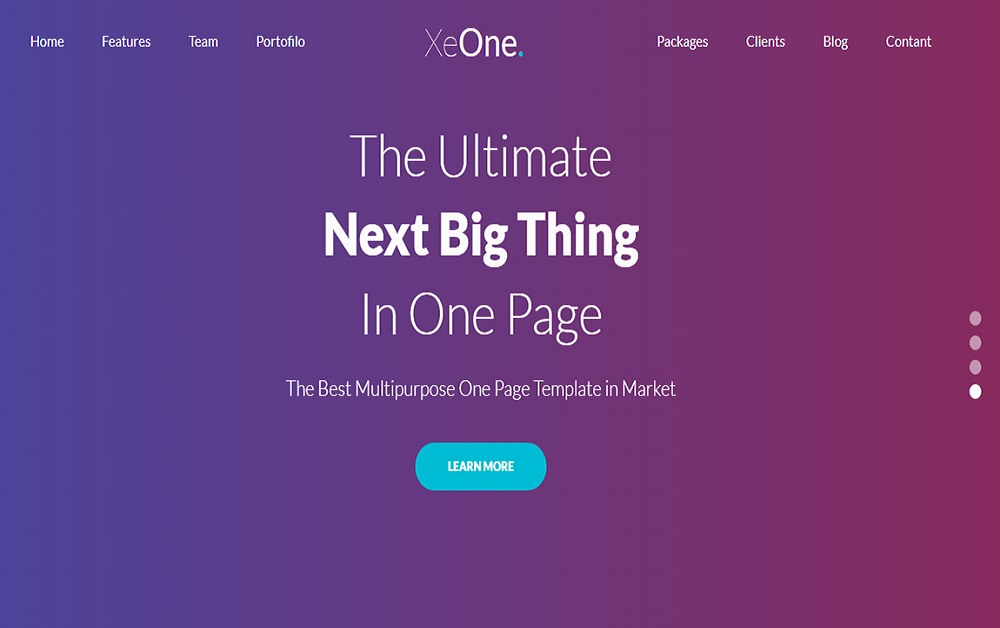 Home Features Team Portofilo XeOne. Packages Clients Blog Contant
The Ultimate
Next Big Thing
In One Page
The Best Multipurpose One Page Template in Market
LEARN MORE